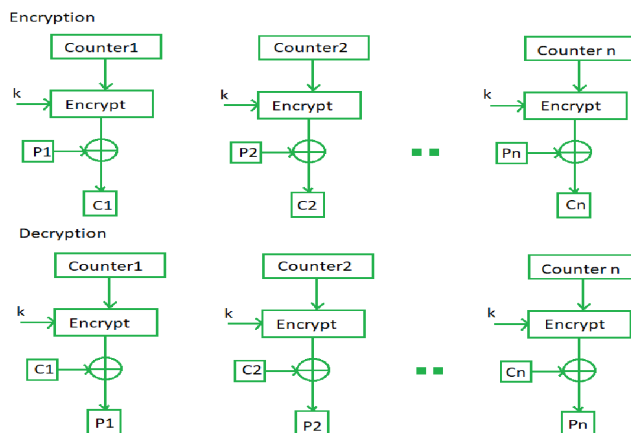 Encryption
Counter1 Counter2 Counter n
k Encrypt k Encrypt k Encrypt
P1 P2 Pn
C1 C2 Cn
Decryption
Counter1 Counter2 Counter n
k Encrypt k Encrypt k Encrypt
C1 C2 Cn
P1 P2 Pn